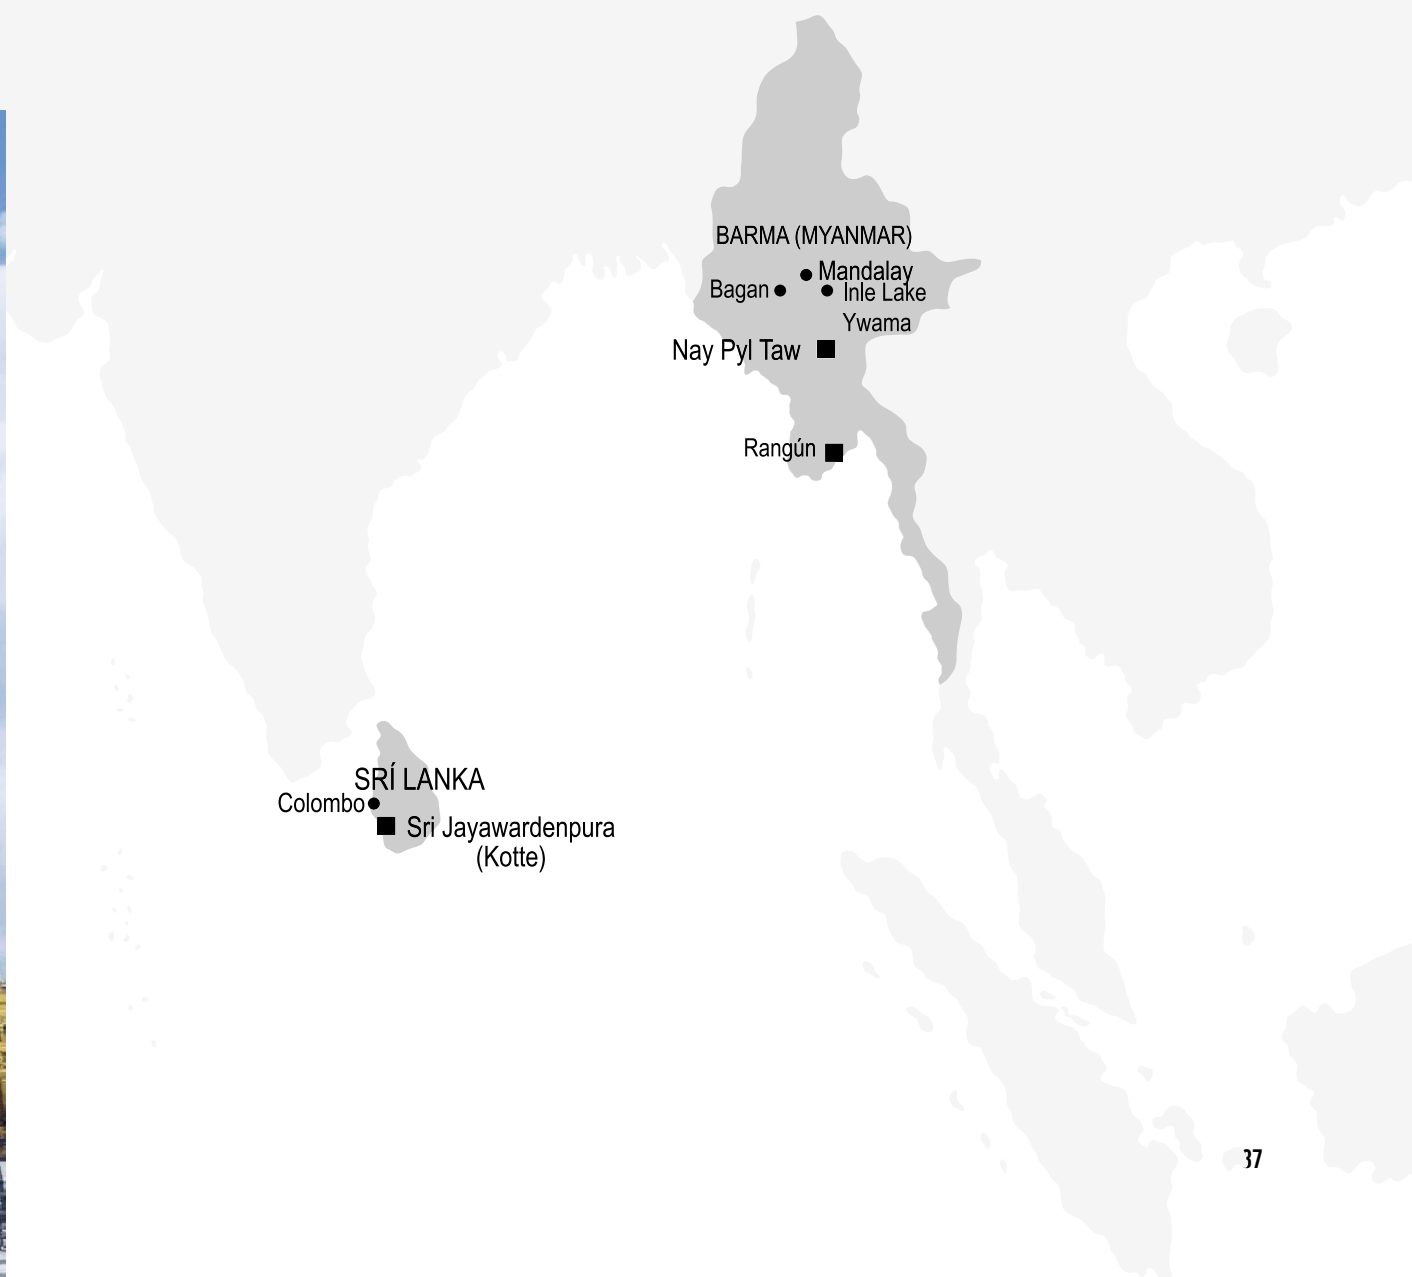 BARMA (MYANMAR)
Mandalay
Bagan
Inle Lake
Ywama
Nay Pyl Taw
Rangún
SRÍ LANKA
Colombo
Sri Jayawardenpura
(Kotte)
37